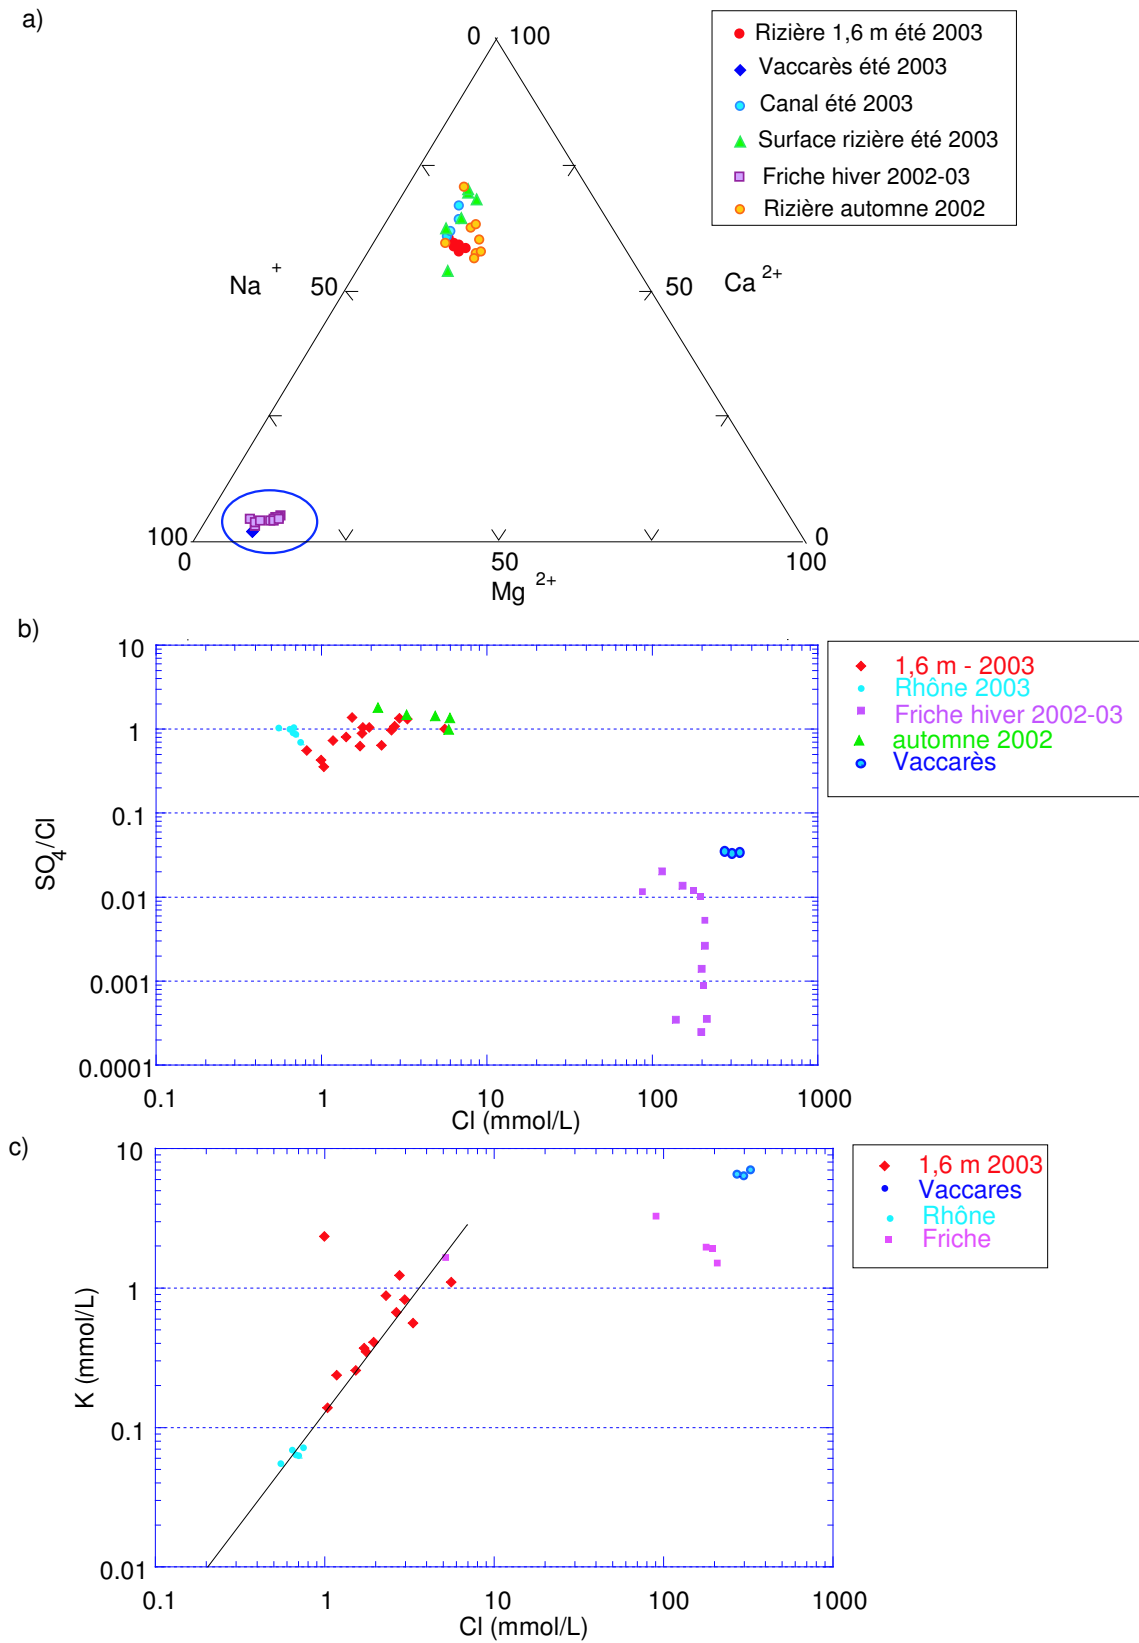 a)
0 100
Rizière 1,6 m été 2003
Vaccarès été 2003
Canal été 2003
Surface rizière été 2003
Friche hiver 2002-03
Rizière automne 2002
Na + 50
50 Ca 2+
100
0
0
50
100
Mg 2+
b)
10
1
0.1
0.01
0.001
0.0001
SO4/Cl
0.1 1 10 100 1000
Cl (mmol/L)
1,6 m - 2003
Rhône 2003
Friche hiver 2002-03
automne 2002
Vaccarès
c)
10
1
0.1
0.01
K (mmol/L)
0.1 1 10 100 1000
Cl (mmol/L)
1,6 m 2003
Vaccares
Rhône
Friche